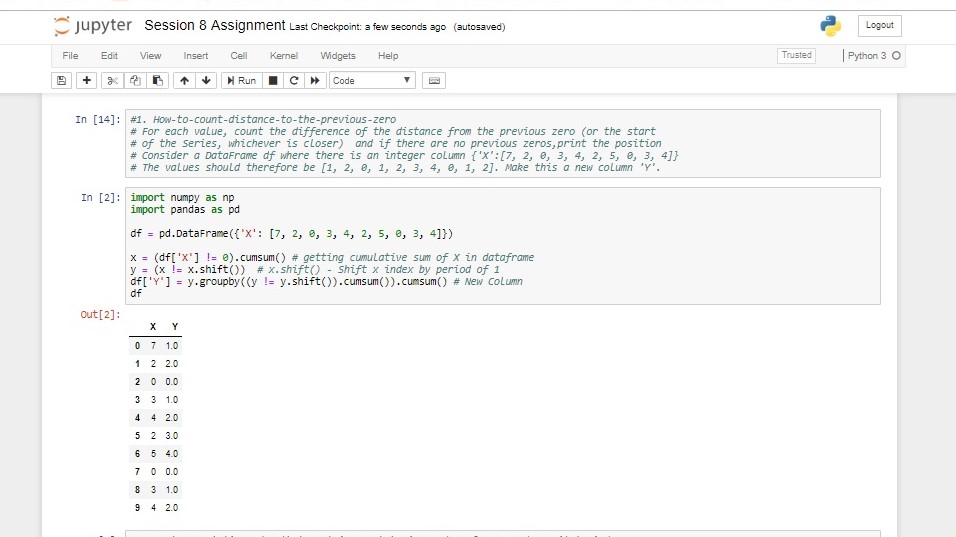 jupyter Session 8 Assignment Last Checkpoint: a few seconds ago (autosaved)
Logout
File Edit View Insert Cell Kernel Widgets Help
Trusted
Python 3
Run
Code
In [14]: #1. How-to-count-distance-to-the-previous-zero
# For each value, count the difference of the distance from the previous zero (or the start
# of the Series, whichever is closer) and if there are no previous zeros,print the position
# Consider a DataFrame df where there is an integer column {'X':[7, 2, 0, 3, 4, 2, 5, 0, 3, 4]}
# The values should therefore be [1, 2, 0, 1, 2, 3, 4, 0, 1, 2]. Make this a new column 'Y'.
In [2]: import numpy as np
import pandas as pd
df = pd.DataFrame({'X': [7, 2, 0, 3, 4, 2, 5, 0, 3, 4]})
x = (df['X'] != 0).cumsum() # getting cumulative sum of X in dataframe
y = (x != x.shift()) # x.shift() - Shift x index by period of 1
df['Y'] = y.groupby((y != y.shift()).cumsum()).cumsum() # New Column
df
Out[2]:
X Y
0 7 1.0
1 2 2.0
2 0 0.0
3 3 1.0
4 4 2.0
5 2 3.0
6 5 4.0
7 0 0.0
8 3 1.0
9 4 2.0